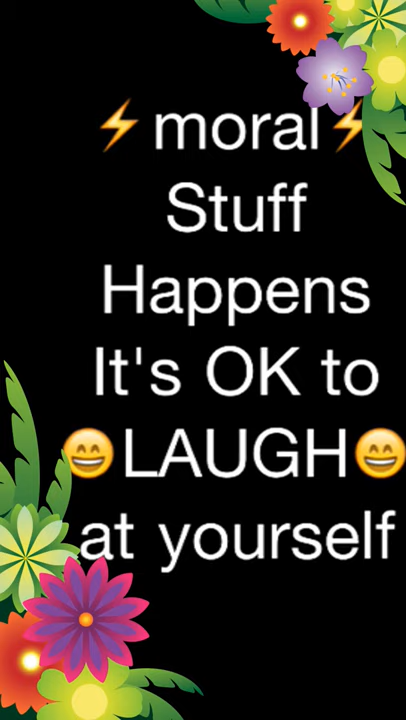 ⚡moral⚡
Stuff
Happens
It's OK to
😄LAUGH😄
at yourself